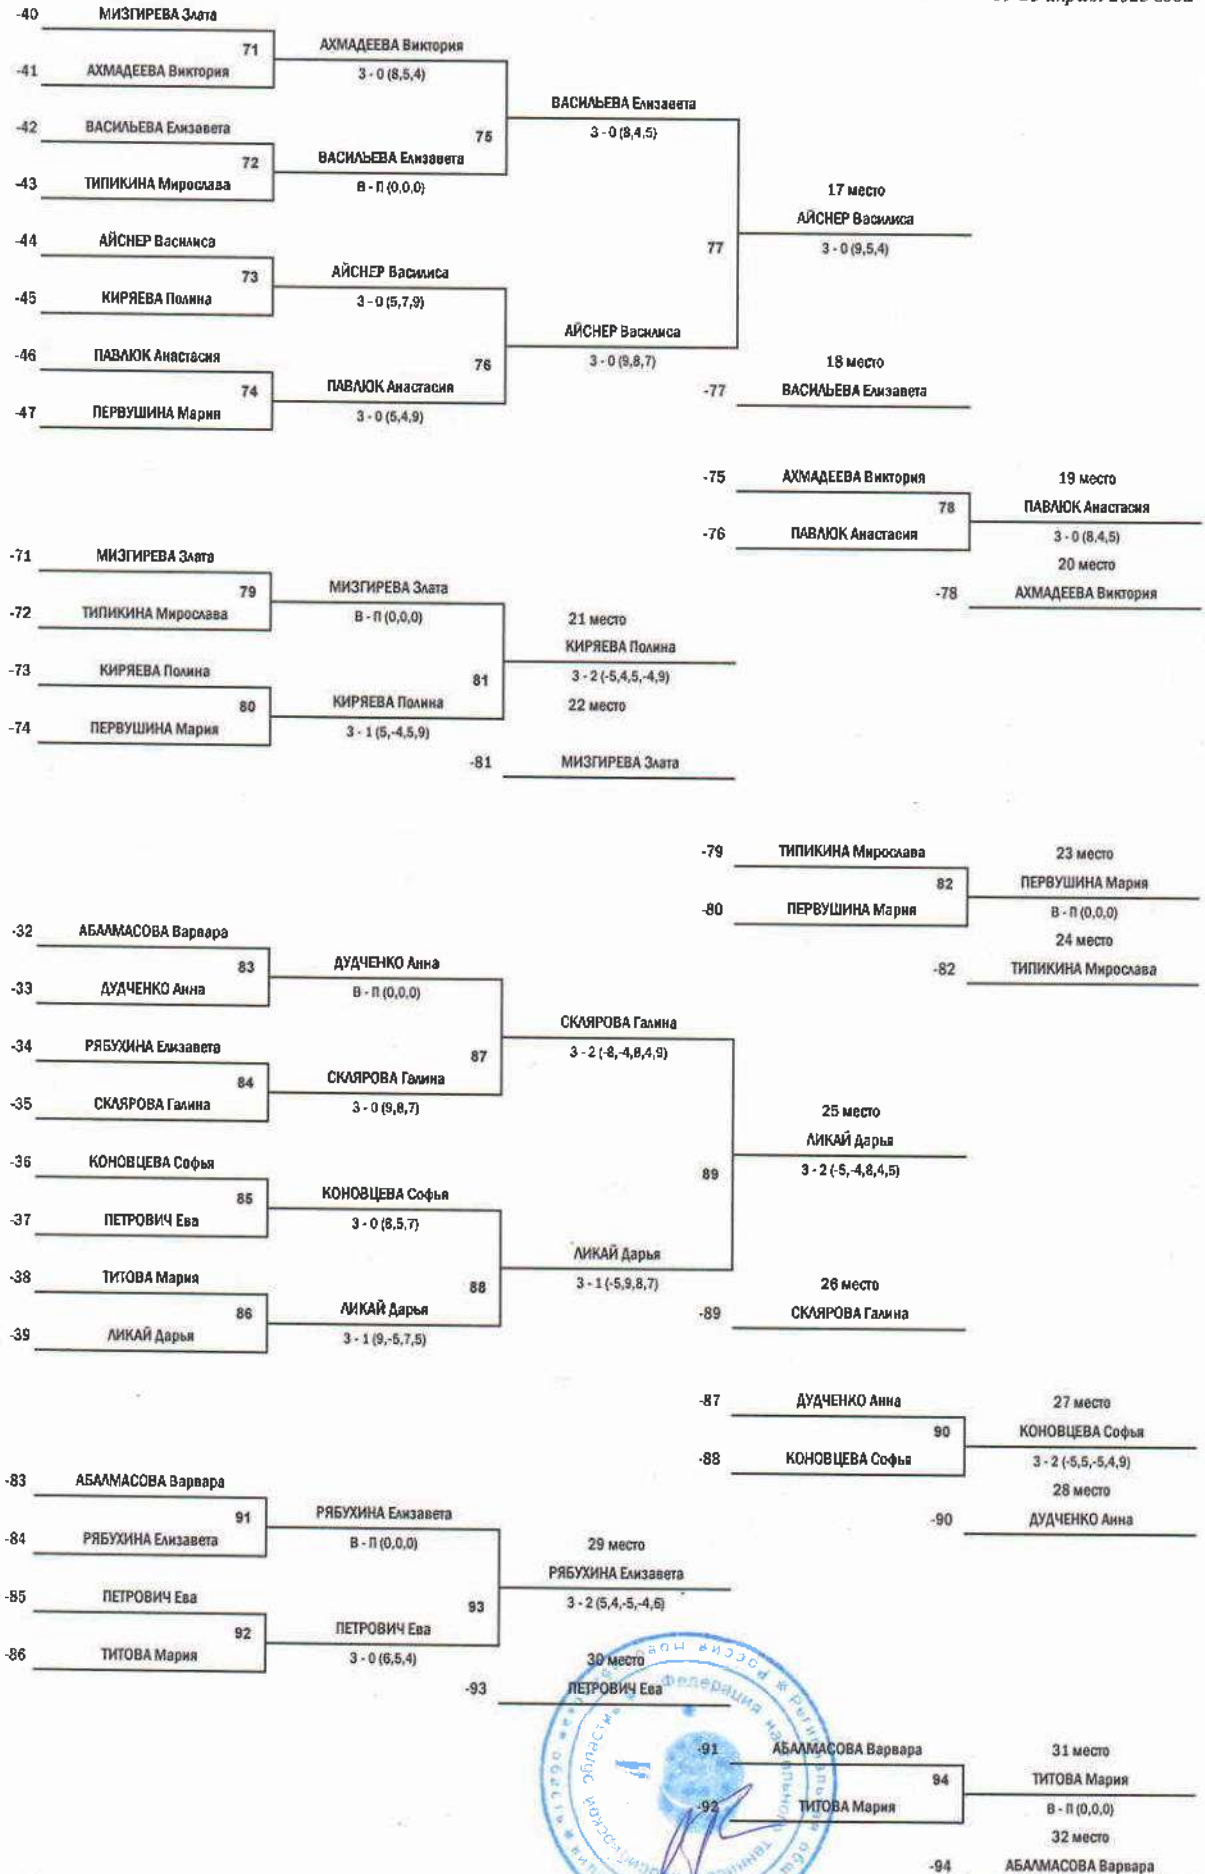 -40 МИЗГИРЕВА Злата
71 АХМАДЕЕВА Виктория
-41 АХМАДЕЕВА Виктория 3 - 0 (8,5,4)
ВАСИЛЬЕВА Елизавета
-42 ВАСИЛЬЕВА Елизавета 75 3 - 0 (8,4,5)
72 ВАСИЛЬЕВА Елизавета
-43 ТИПИКИНА Мирослава В - П (0,0,0)
17 место
АЙСНЕР Василиса
-44 АЙСНЕР Василиса 77 3 - 0 (9,5,4)
73 АЙСНЕР Василиса
-45 КИРЯЕВА Полина 3 - 0 (5,7,9)
АЙСНЕР Василиса
-46 ПАВЛЮК Анастасия 76 3 - 0 (9,8,7) 18 место
74 ПАВЛЮК Анастасия -77 ВАСИЛЬЕВА Елизавета
-47 ПЕРВУШИНА Мария 3 - 0 (5,4,9)
-75 АХМАДЕЕВА Виктория 19 место
78 ПАВЛЮК Анастасия
-76 ПАВЛЮК Анастасия 3 - 0 (8,4,5)
20 место
-78 АХМАДЕЕВА Виктория
-71 МИЗГИРЕВА Злата
79 МИЗГИРЕВА Злата
-72 ТИПИКИНА Мирослава В - П (0,0,0) 21 место
КИРЯЕВА Полина
-73 КИРЯЕВА Полина 81 3 - 2 (-5,4,5,-4,9)
80 КИРЯЕВА Полина 22 место
-74 ПЕРВУШИНА Мария 3 - 1 (5,-4,5,9)
-81 МИЗГИРЕВА Злата
-79 ТИПИКИНА Мирослава 23 место
82 ПЕРВУШИНА Мария
-80 ПЕРВУШИНА Мария В - П (0,0,0)
24 место
-82 ТИПИКИНА Мирослава
-32 АБАЛМАСОВА Варвара
83 ДУДЧЕНКО Анна
-33 ДУДЧЕНКО Анна В - П (0,0,0)
СКЛЯРОВА Галина
-34 РЯБУХИНА Елизавета 87 3 - 2 (-8,-4,8,4,9)
84 СКЛЯРОВА Галина
-35 СКЛЯРОВА Галина 3 - 0 (9,8,7)
25 место
ЛИКАЙ Дарья
-36 КОНОВЦЕВА Софья 89 3 - 2 (-5,-4,8,4,5)
85 КОНОВЦЕВА Софья
-37 ПЕТРОВИЧ Ева 3 - 0 (8,5,7)
ЛИКАЙ Дарья
-38 ТИТОВА Мария 88 3 - 1 (-5,9,8,7) 26 место
86 ЛИКАЙ Дарья -89 СКЛЯРОВА Галина
-39 ЛИКАЙ Дарья 3 - 1 (9,-5,7,5)
-87 ДУДЧЕНКО Анна 27 место
90 КОНОВЦЕВА Софья
-88 КОНОВЦЕВА Софья 3 - 2 (-5,5,-5,4,9)
28 место
-90 ДУДЧЕНКО Анна
-83 АБАЛМАСОВА Варвара
91 РЯБУХИНА Елизавета
-84 РЯБУХИНА Елизавета В - П (0,0,0) 29 место
РЯБУХИНА Елизавета
-85 ПЕТРОВИЧ Ева 93 3 - 2 (5,4,-5,-4,6)
92 ПЕТРОВИЧ Ева
-86 ТИТОВА Мария 3 - 0 (6,5,4) 30 место
-93 ПЕТРОВИЧ Ева
-91 АБАЛМАСОВА Варвара 31 место
94 ТИТОВА Мария
-92 ТИТОВА Мария В - П (0,0,0)
32 место
-94 АБАЛМАСОВА Варвара